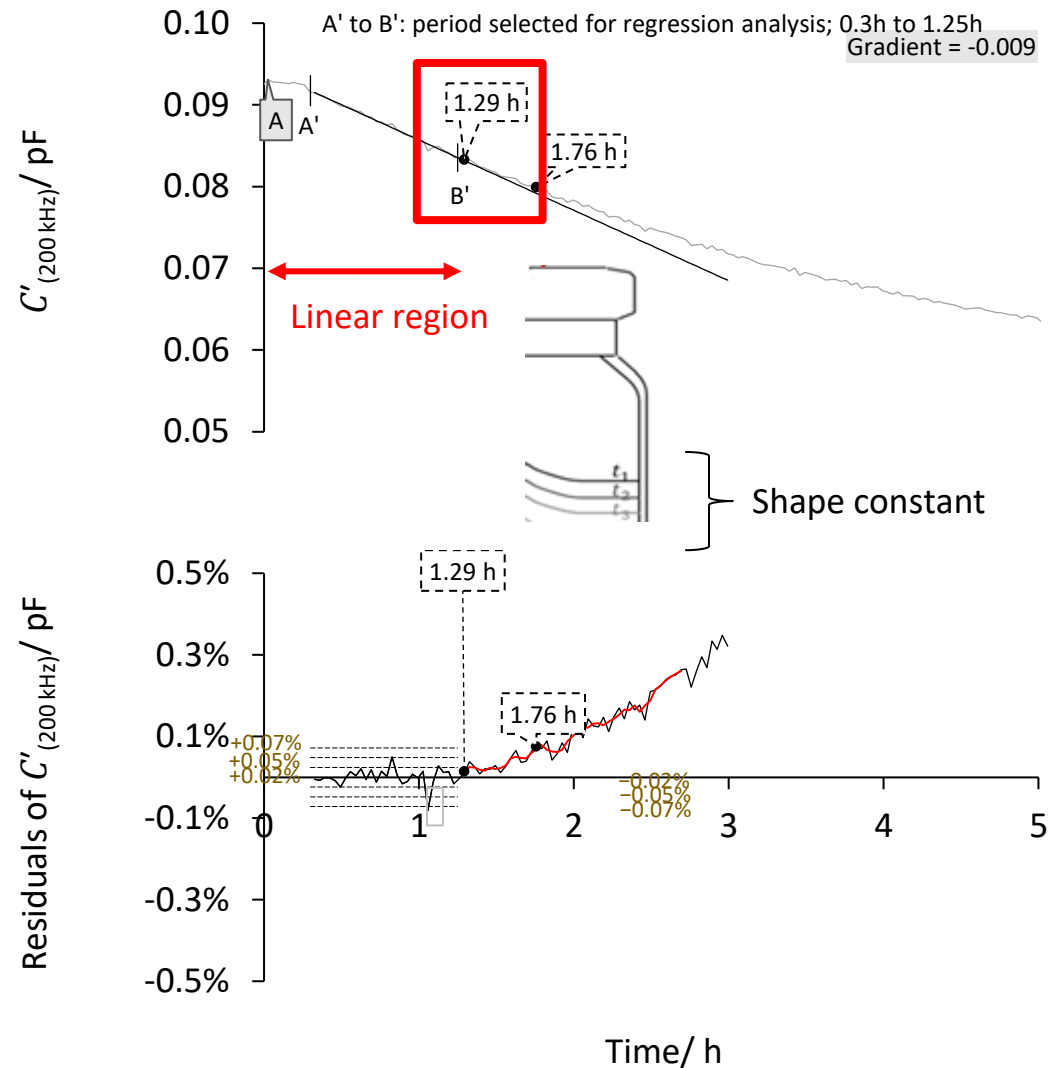 A' to B': period selected for regression analysis; 0.3h to 1.25h
Gradient = -0.009
C′(200 kHz)/ pF
0.10
0.09
0.08
0.07
0.06
0.05
A
A'
B'
1.29 h
1.76 h
Linear region
t1
t2
t3
Shape constant
Residuals of C′(200 kHz)/ pF
0.5%
0.3%
0.1%
-0.1%
-0.3%
-0.5%
1.29 h
1.76 h
+0.07%
+0.05%
+0.02%
−0.02%
−0.05%
−0.07%
0 1 2 3 4 5
Time/ h